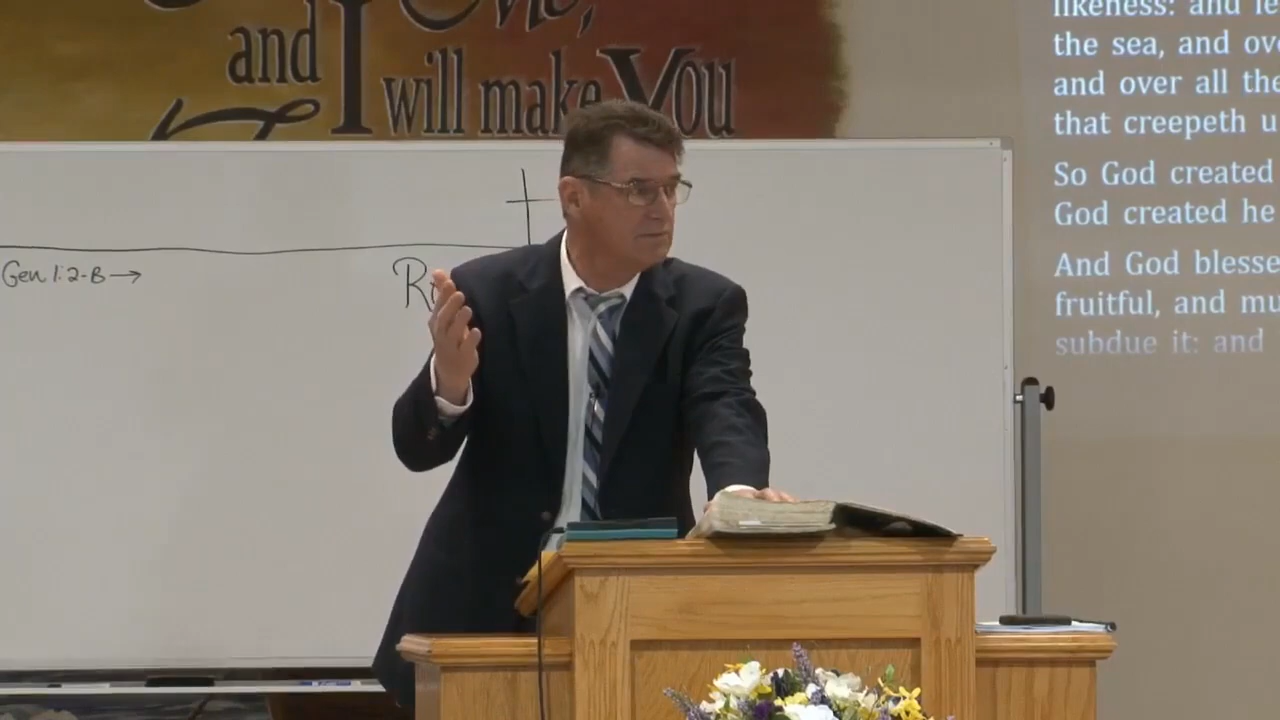 and I will make You
Gen 1:2-B →
likeness: and le
the sea, and ov
and over all the
that creepeth u
So God created
God created he
And God blesse
fruitful, and mu
subdue it: and